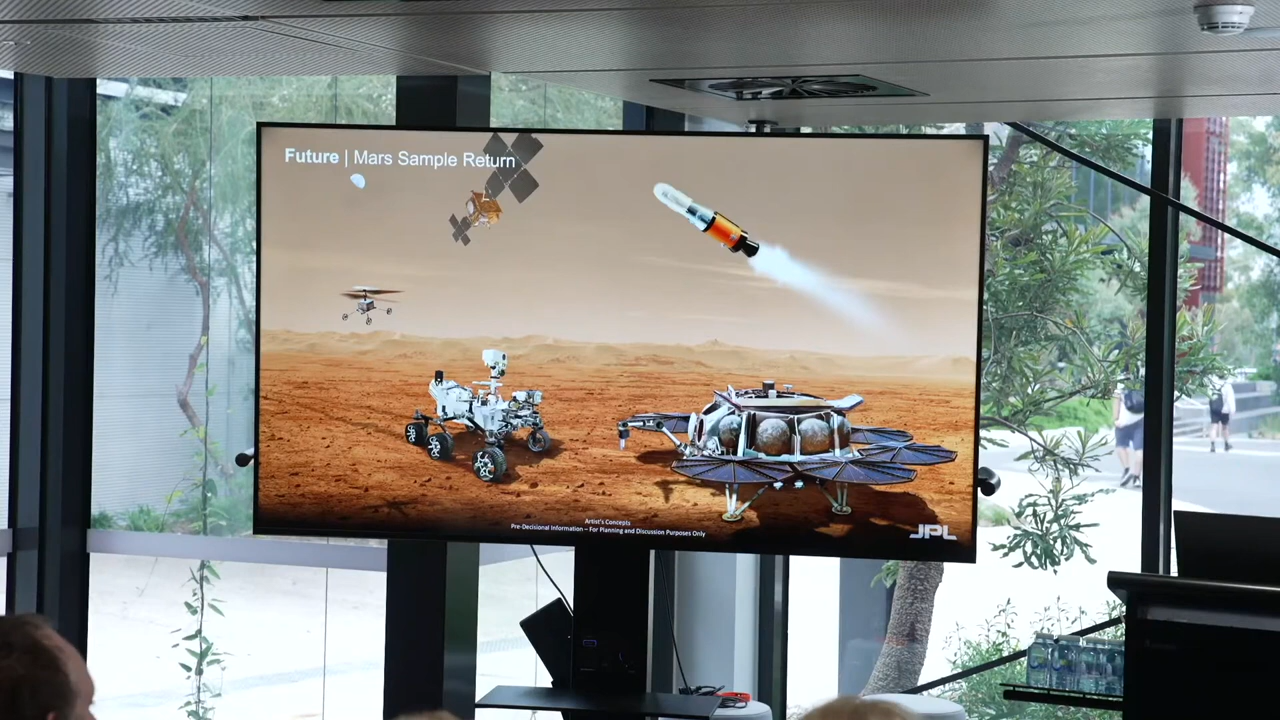 Future | Mars Sample Return
Artist's Concepts
Pre-Decisional Information – For Planning and Discussion Purposes Only
JPL